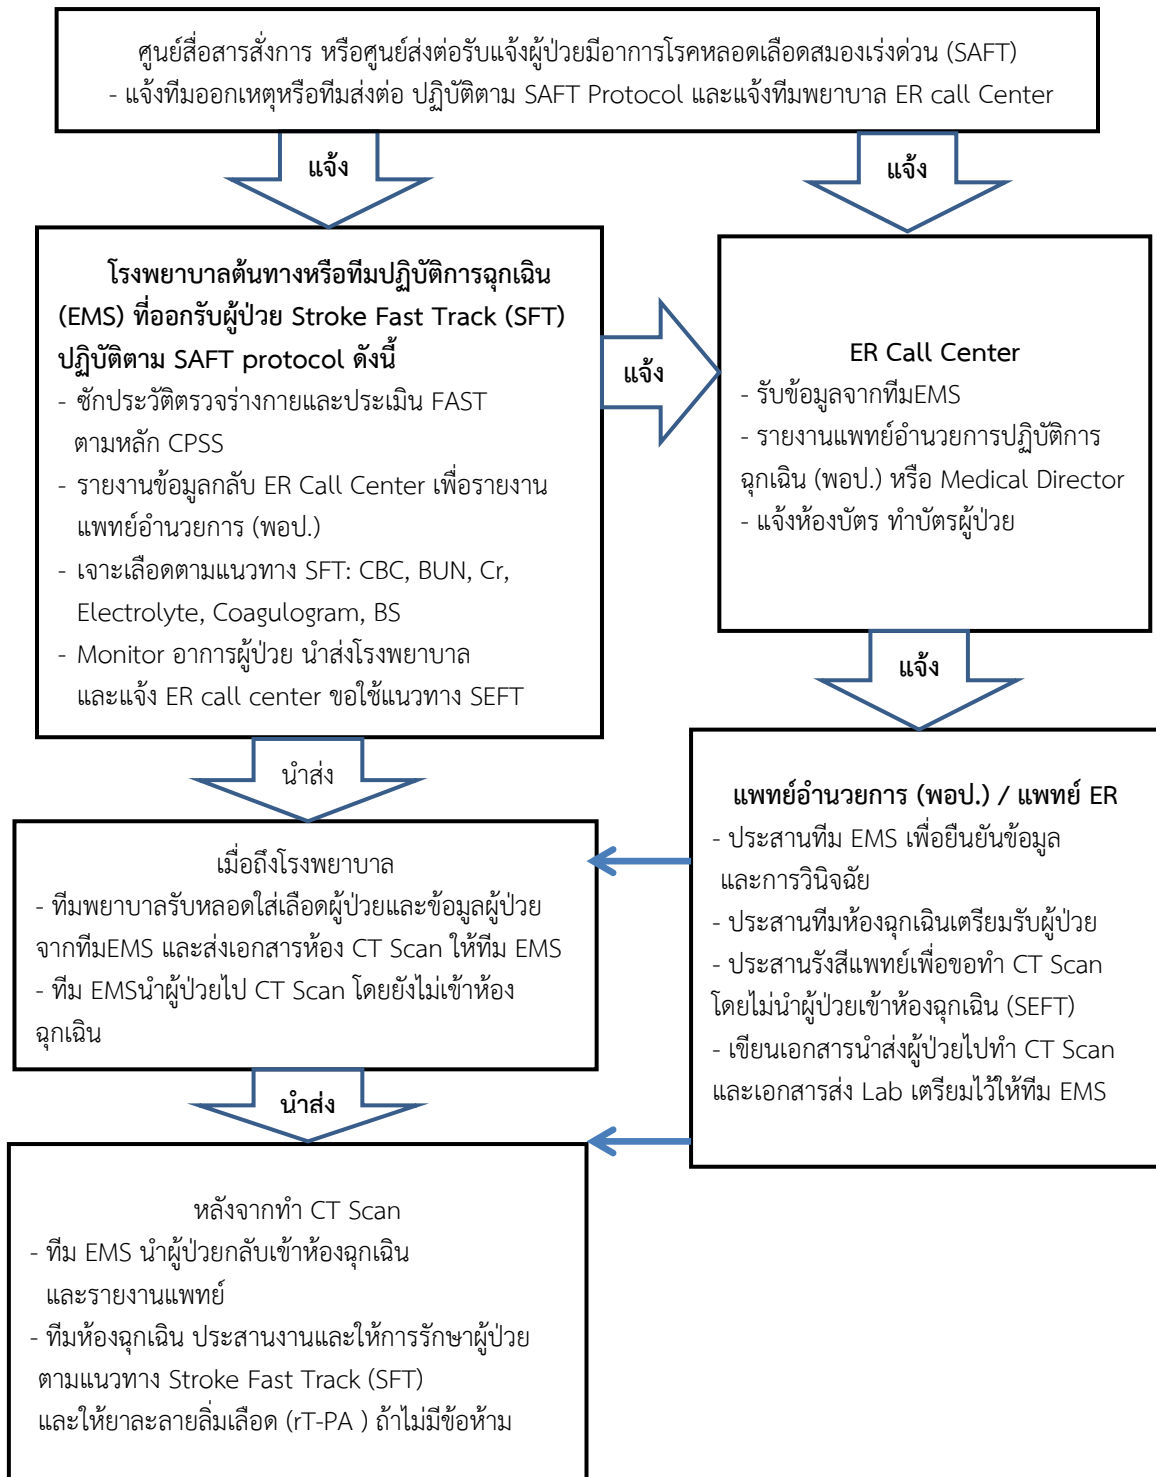 ศูนย์สื่อสารสั่งการ หรือศูนย์ส่งต่อรับแจ้งผู้ป่วยมีอาการโรคหลอดเลือดสมองเร่งด่วน (SAFT)
- แจ้งทีมออกเหตุหรือทีมส่งต่อ ปฏิบัติตาม SAFT Protocol และแจ้งทีมพยาบาล ER call Center
แจ้ง
แจ้ง
โรงพยาบาลต้นทางหรือทีมปฏิบัติการฉุกเฉิน
(EMS) ที่ออกรับผู้ป่วย Stroke Fast Track (SFT)
ปฏิบัติตาม SAFT protocol ดังนี้
- ซักประวัติตรวจร่างกายและประเมิน FAST
ตามหลัก CPSS
- รายงานข้อมูลกลับ ER Call Center เพื่อรายงาน
แพทย์อำนวยการ (พอป.)
- เจาะเลือดตามแนวทาง SFT: CBC, BUN, Cr,
Electrolyte, Coagulogram, BS
- Monitor อาการผู้ป่วย นำส่งโรงพยาบาล
และแจ้ง ER call center ขอใช้แนวทาง SEFT
แจ้ง
ER Call Center
- รับข้อมูลจากทีมEMS
- รายงานแพทย์อำนวยการปฏิบัติการ
ฉุกเฉิน (พอป.) หรือ Medical Director
- แจ้งห้องบัตร ทำบัตรผู้ป่วย
แจ้ง
นำส่ง
แพทย์อำนวยการ (พอป.) / แพทย์ ER
- ประสานทีม EMS เพื่อยืนยันข้อมูล
และการวินิจฉัย
- ประสานทีมห้องฉุกเฉินเตรียมรับผู้ป่วย
- ประสานรังสีแพทย์เพื่อขอทำ CT Scan
โดยไม่นำผู้ป่วยเข้าห้องฉุกเฉิน (SEFT)
- เขียนเอกสารนำส่งผู้ป่วยไปทำ CT Scan
และเอกสารส่ง Lab เตรียมไว้ให้ทีม EMS
เมื่อถึงโรงพยาบาล
- ทีมพยาบาลรับหลอดใส่เลือดผู้ป่วยและข้อมูลผู้ป่วย
จากทีมEMS และส่งเอกสารห้อง CT Scan ให้ทีม EMS
- ทีม EMSนำผู้ป่วยไป CT Scan โดยยังไม่เข้าห้อง
ฉุกเฉิน
นำส่ง
หลังจากทำ CT Scan
- ทีม EMS นำผู้ป่วยกลับเข้าห้องฉุกเฉิน
และรายงานแพทย์
- ทีมห้องฉุกเฉิน ประสานงานและให้การรักษาผู้ป่วย
ตามแนวทาง Stroke Fast Track (SFT)
และให้ยาละลายลิ่มเลือด (rT-PA ) ถ้าไม่มีข้อห้าม